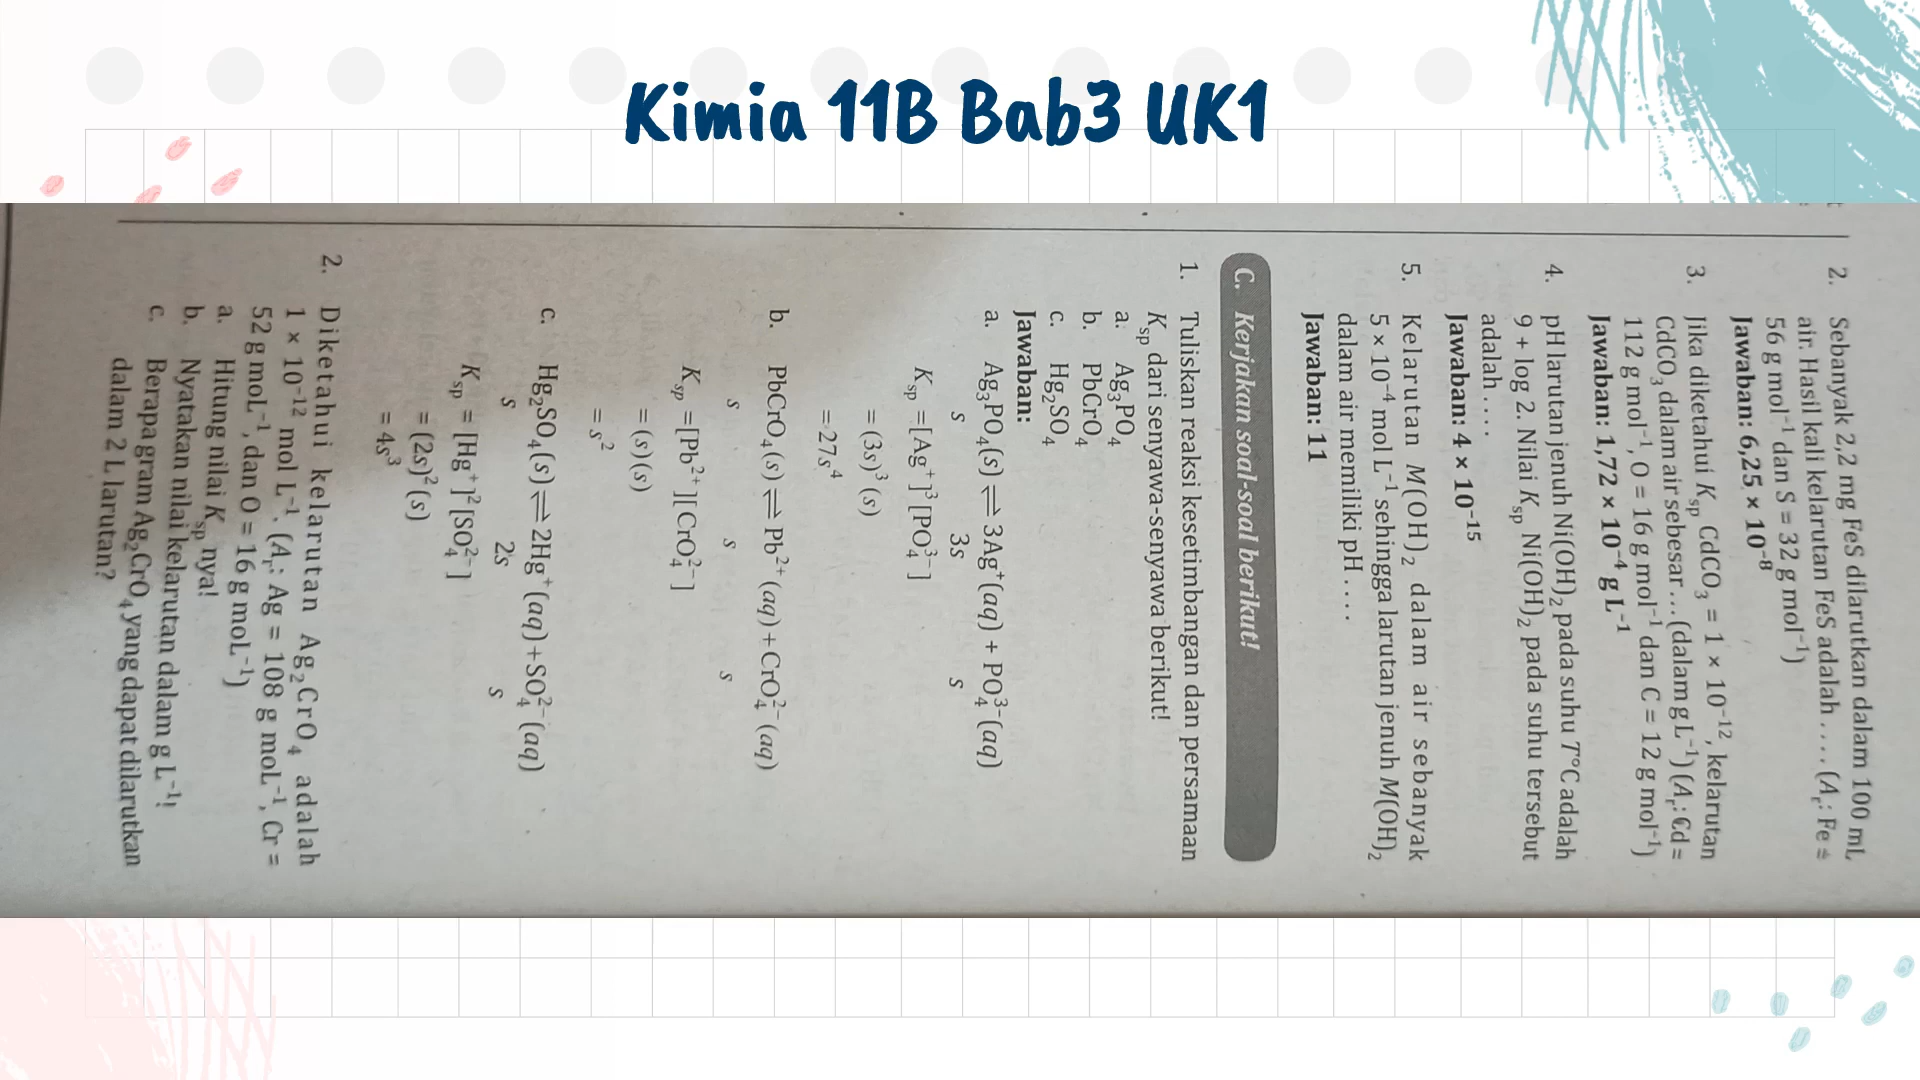 Kimia 11B Bab3 UK1
2. Sebanyak 2,2 mg FeS dilarutkan dalam 100 mL
air. Hasil kali kelarutan FeS adalah . . . . (Aᵣ: Fe =
56 g mol⁻¹ dan S = 32 g mol⁻¹)
Jawaban: 6,25 × 10⁻⁸
3. Jika diketahui Kₛₚ CdCO₃ = 1 × 10⁻¹², kelarutan
CdCO₃ dalam air sebesar ... (dalam g L⁻¹) (Aᵣ: Cd =
112 g mol⁻¹, O = 16 g mol⁻¹ dan C = 12 g mol⁻¹)
Jawaban: 1,72 × 10⁻⁴ g L⁻¹
4. pH larutan jenuh Ni(OH)₂ pada suhu T°C adalah
9 + log 2. Nilai Kₛₚ Ni(OH)₂ pada suhu tersebut
adalah . . . .
Jawaban: 4 × 10⁻¹⁵
5. Kelarutan M(OH)₂ dalam air sebanyak
5 × 10⁻⁴ mol L⁻¹ sehingga larutan jenuh M(OH)₂
dalam air memiliki pH . . . .
Jawaban: 11
C. Kerjakan soal-soal berikut!
1. Tuliskan reaksi kesetimbangan dan persamaan
Kₛₚ dari senyawa-senyawa berikut!
a. Ag₃PO₄
b. PbCrO₄
c. Hg₂SO₄
Jawaban:
a. Ag₃PO₄(s) ⇌ 3Ag⁺(aq) + PO₄³⁻(aq)
s 3s s
Kₛₚ = [Ag⁺]³ [PO₄³⁻]
= (3s)³ (s)
= 27s⁴
b. PbCrO₄(s) ⇌ Pb²⁺(aq) + CrO₄²⁻(aq)
s s s
Kₛₚ = [Pb²⁺][CrO₄²⁻]
= (s)(s)
= s²
c. Hg₂SO₄(s) ⇌ 2Hg⁺(aq) + SO₄²⁻(aq)
s 2s s
Kₛₚ = [Hg⁺]² [SO₄²⁻]
= (2s)² (s)
= 4s³
2. Diketahui kelarutan Ag₂CrO₄ adalah
1 × 10⁻¹² mol L⁻¹. (Aᵣ: Ag = 108 g moL⁻¹, Cr =
52 g moL⁻¹, dan O = 16 g moL⁻¹)
a. Hitung nilai Kₛₚ nya!
b. Nyatakan nilai kelarutan dalam g L⁻¹!
c. Berapa gram Ag₂CrO₄ yang dapat dilarutkan
dalam 2 L larutan?